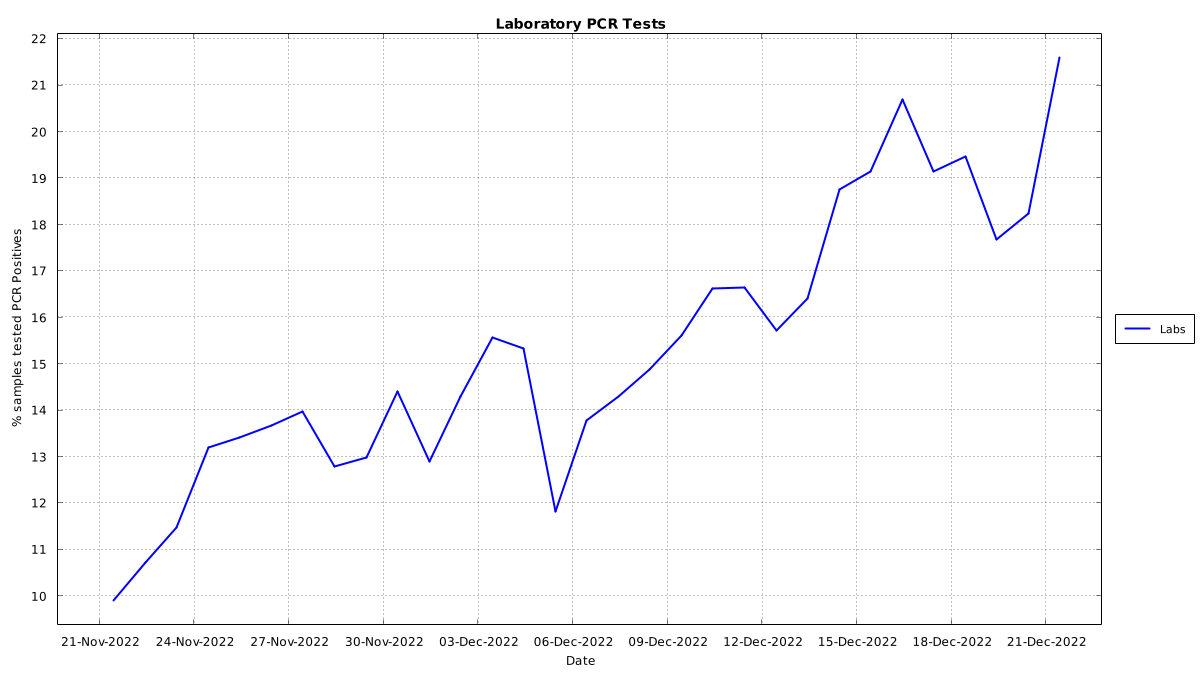 Laboratory PCR Tests
22
21
20
19
18
17
16
15
14
13
12
11
10
% samples tested PCR Positives
21-Nov-2022 24-Nov-2022 27-Nov-2022 30-Nov-2022 03-Dec-2022 06-Dec-2022 09-Dec-2022 12-Dec-2022 15-Dec-2022 18-Dec-2022 21-Dec-2022
Date
Labs